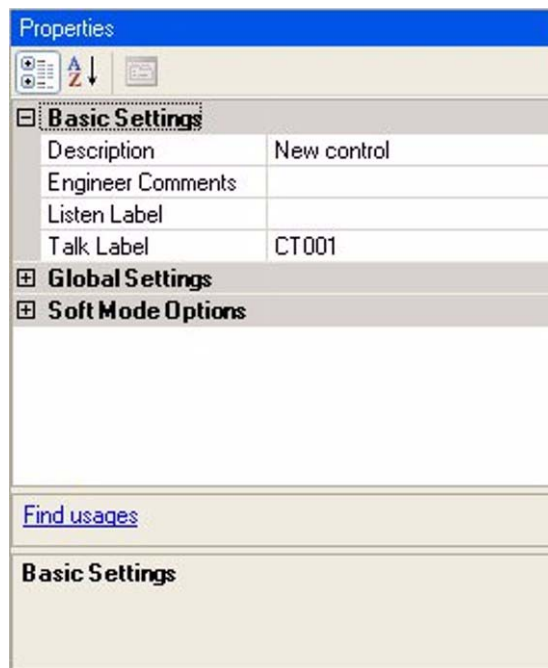 Properties
A
Z
Basic Settings
Description New control
Engineer Comments
Listen Label
Talk Label CT001
Global Settings
Soft Mode Options
Find usages
Basic Settings